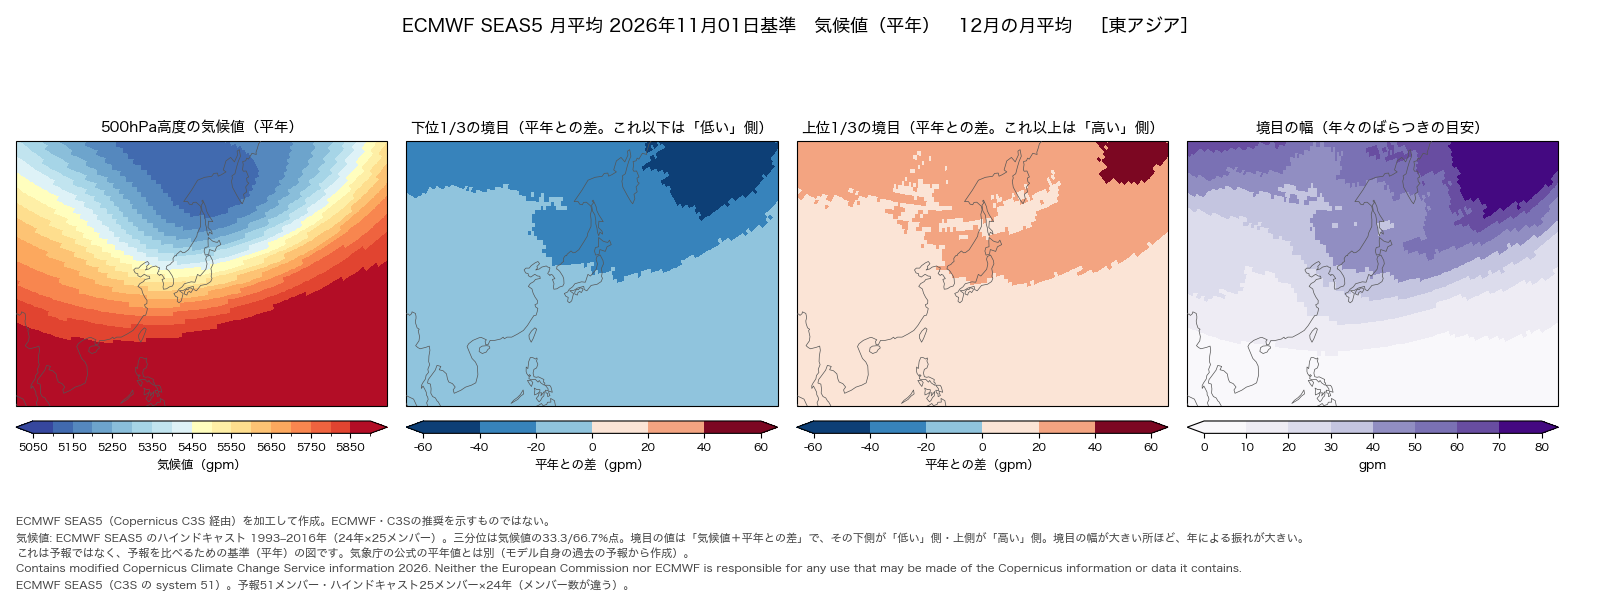 ECMWF SEAS5 月平均 2026年11月01日基準　気候値（平年）　12月の月平均　［東アジア］
500hPa高度の気候値（平年）
下位1/3の境目（平年との差。これ以下は「低い」側）
上位1/3の境目（平年との差。これ以上は「高い」側）
境目の幅（年々のばらつきの目安）
5050 5150 5250 5350 5450 5550 5650 5750 5850
気候値（gpm）
-60 -40 -20 0 20 40 60
平年との差（gpm）
-60 -40 -20 0 20 40 60
平年との差（gpm）
0 10 20 30 40 50 60 70 80
gpm
ECMWF SEAS5（Copernicus C3S 経由）を加工して作成。ECMWF・C3Sの推奨を示すものではない。
気候値: ECMWF SEAS5 のハインドキャスト 1993–2016年（24年×25メンバー）。三分位は気候値の33.3/66.7%点。境目の値は「気候値＋平年との差」で、その下側が「低い」側・上側が「高い」側。境目の幅が大きい所ほど、年による振れが大きい。
これは予報ではなく、予報を比べるための基準（平年）の図です。気象庁の公式の平年値とは別（モデル自身の過去の予報から作成）。
Contains modified Copernicus Climate Change Service information 2026. Neither the European Commission nor ECMWF is responsible for any use that may be made of the Copernicus information or data it contains.
ECMWF SEAS5（C3S の system 51）。予報51メンバー・ハインドキャスト25メンバー×24年（メンバー数が違う）。